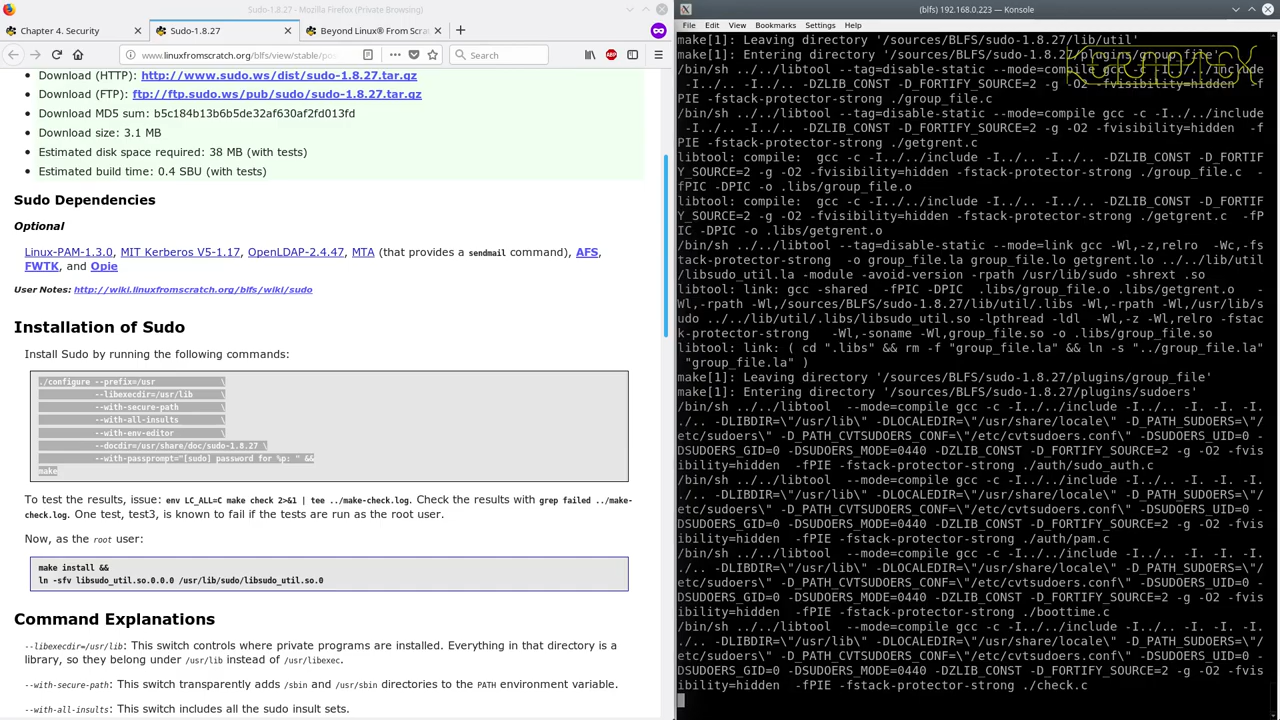 Sudo-1.8.27 - Mozilla Firefox (Private Browsing)
Chapter 4. Security
Sudo-1.8.27
Beyond Linux® From Scra
www.linuxfromscratch.org/blfs/view/stable/post
Search
Download (HTTP): http://www.sudo.ws/dist/sudo-1.8.27.tar.gz
Download (FTP): ftp://ftp.sudo.ws/pub/sudo/sudo-1.8.27.tar.gz
Download MD5 sum: b5c184b13b6b5de32af630af2fd013fd
Download size: 3.1 MB
Estimated disk space required: 38 MB (with tests)
Estimated build time: 0.4 SBU (with tests)
Sudo Dependencies
Optional
Linux-PAM-1.3.0, MIT Kerberos V5-1.17, OpenLDAP-2.4.47, MTA (that provides a sendmail command), AFS,
FWTK, and Opie
User Notes: http://wiki.linuxfromscratch.org/blfs/wiki/sudo
Installation of Sudo
Install Sudo by running the following commands:
./configure --prefix=/usr \
--libexecdir=/usr/lib \
--with-secure-path \
--with-all-insults \
--with-env-editor \
--docdir=/usr/share/doc/sudo-1.8.27 \
--with-passprompt="[sudo] password for %p: " &&
make
To test the results, issue: env LC_ALL=C make check 2>&1 | tee ../make-check.log. Check the results with grep failed ../make-
check.log. One test, test3, is known to fail if the tests are run as the root user.
Now, as the root user:
make install &&
ln -sfv libsudo_util.so.0.0.0 /usr/lib/sudo/libsudo_util.so.0
Command Explanations
--libexecdir=/usr/lib: This switch controls where private programs are installed. Everything in that directory is a
library, so they belong under /usr/lib instead of /usr/libexec.
--with-secure-path: This switch transparently adds /sbin and /usr/sbin directories to the PATH environment variable.
--with-all-insults: This switch includes all the sudo insult sets.
(blfs) 192.168.0.223 — Konsole
File Edit View Bookmarks Settings Help
make[1]: Leaving directory '/sources/BLFS/sudo-1.8.27/lib/util'
make[1]: Entering directory '/sources/BLFS/sudo-1.8.27/plugins/group_file'
/bin/sh ../../libtool --tag=disable-static --mode=compile gcc -c -I../../include
 -I../.. -I. -DZLIB_CONST -D_FORTIFY_SOURCE=2 -g -O2 -fvisibility=hidden  -f
PIE -fstack-protector-strong ./group_file.c
/bin/sh ../../libtool --tag=disable-static --mode=compile gcc -c -I../../include
 -I../.. -I. -DZLIB_CONST -D_FORTIFY_SOURCE=2 -g -O2 -fvisibility=hidden  -f
PIE -fstack-protector-strong ./getgrent.c
libtool: compile:  gcc -c -I../../include -I../.. -I. -DZLIB_CONST -D_FORTIF
Y_SOURCE=2 -g -O2 -fvisibility=hidden -fstack-protector-strong ./group_file.c  -
fPIC -DPIC -o .libs/group_file.o
libtool: compile:  gcc -c -I../../include -I../.. -I. -DZLIB_CONST -D_FORTIF
Y_SOURCE=2 -g -O2 -fvisibility=hidden -fstack-protector-strong ./getgrent.c  -fP
IC -DPIC -o .libs/getgrent.o
/bin/sh ../../libtool --tag=disable-static --mode=link gcc -Wl,-z,relro -Wc,-fs
tack-protector-strong  -o group_file.la group_file.lo getgrent.lo ../../lib/util
/libsudo_util.la -module -avoid-version -rpath /usr/lib/sudo -shrext .so
libtool: link: gcc -shared  -fPIC -DPIC  .libs/group_file.o .libs/getgrent.o   -
Wl,-rpath -Wl,/sources/BLFS/sudo-1.8.27/lib/util/.libs -Wl,-rpath -Wl,/usr/lib/s
udo ../../lib/util/.libs/libsudo_util.so -lpthread -ldl  -Wl,-z -Wl,relro -fstac
k-protector-strong   -Wl,-soname -Wl,group_file.so -o .libs/group_file.so
libtool: link: ( cd ".libs" && rm -f "group_file.la" && ln -s "../group_file.la"
 "group_file.la" )
make[1]: Leaving directory '/sources/BLFS/sudo-1.8.27/plugins/group_file'
make[1]: Entering directory '/sources/BLFS/sudo-1.8.27/plugins/sudoers'
/bin/sh ../../libtool  --mode=compile gcc -c -I../../include -I. -I. -I.
/.. -DLIBDIR=\"/usr/lib\" -DLOCALEDIR=\"/usr/share/locale\" -D_PATH_SUDOERS=\"/
etc/sudoers\" -D_PATH_CVTSUDOERS_CONF=\"/etc/cvtsudoers.conf\" -DSUDOERS_UID=0 -
DSUDOERS_GID=0 -DSUDOERS_MODE=0440 -DZLIB_CONST -D_FORTIFY_SOURCE=2 -g -O2 -fvis
ibility=hidden  -fPIE -fstack-protector-strong ./auth/sudo_auth.c
/bin/sh ../../libtool  --mode=compile gcc -c -I../../include -I. -I. -I.
/.. -DLIBDIR=\"/usr/lib\" -DLOCALEDIR=\"/usr/share/locale\" -D_PATH_SUDOERS=\"/
etc/sudoers\" -D_PATH_CVTSUDOERS_CONF=\"/etc/cvtsudoers.conf\" -DSUDOERS_UID=0 -
DSUDOERS_GID=0 -DSUDOERS_MODE=0440 -DZLIB_CONST -D_FORTIFY_SOURCE=2 -g -O2 -fvis
ibility=hidden  -fPIE -fstack-protector-strong ./auth/pam.c
/bin/sh ../../libtool  --mode=compile gcc -c -I../../include -I. -I. -I.
/.. -DLIBDIR=\"/usr/lib\" -DLOCALEDIR=\"/usr/share/locale\" -D_PATH_SUDOERS=\"/
etc/sudoers\" -D_PATH_CVTSUDOERS_CONF=\"/etc/cvtsudoers.conf\" -DSUDOERS_UID=0 -
DSUDOERS_GID=0 -DSUDOERS_MODE=0440 -DZLIB_CONST -D_FORTIFY_SOURCE=2 -g -O2 -fvis
ibility=hidden  -fPIE -fstack-protector-strong ./boottime.c
/bin/sh ../../libtool  --mode=compile gcc -c -I../../include -I. -I. -I.
/.. -DLIBDIR=\"/usr/lib\" -DLOCALEDIR=\"/usr/share/locale\" -D_PATH_SUDOERS=\"/
etc/sudoers\" -D_PATH_CVTSUDOERS_CONF=\"/etc/cvtsudoers.conf\" -DSUDOERS_UID=0 -
DSUDOERS_GID=0 -DSUDOERS_MODE=0440 -DZLIB_CONST -D_FORTIFY_SOURCE=2 -g -O2 -fvis
ibility=hidden  -fPIE -fstack-protector-strong ./check.c